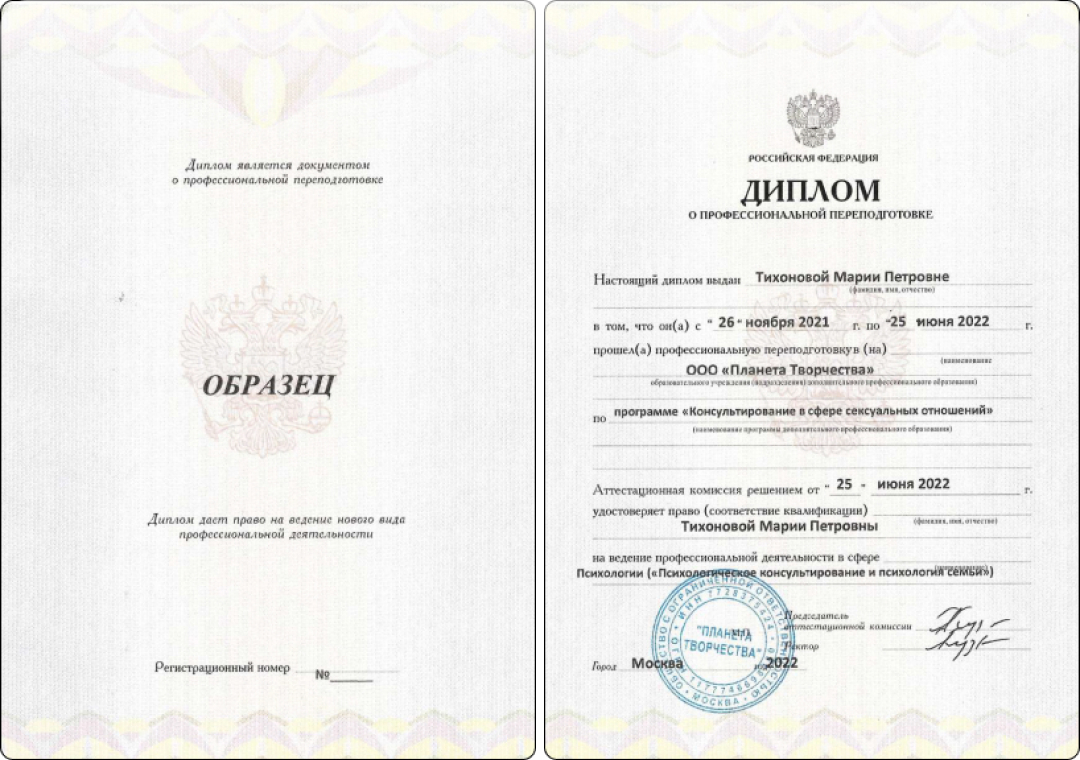 Диплом является документом
о профессиональной переподготовке
ОБРАЗЕЦ
Диплом дает право на ведение нового вида
профессиональной деятельности
Регистрационный номер
№
РОССИЙСКАЯ ФЕДЕРАЦИЯ
ДИПЛОМ
О ПРОФЕССИОНАЛЬНОЙ ПЕРЕПОДГОТОВКЕ
Настоящий диплом выдан Тихоновой Марии Петровне
(фамилия, имя, отчество)
в том, что он(а) с "26" ноября 2021 г. по "25 июня 2022 г.
прошел(а) профессиональную переподготовку в (на)
(наименование
ООО «Планета Творчества»
образовательного учреждения (подразделения) дополнительного профессионального образования)
по программе «Консультирование в сфере сексуальных отношений»
(наименование программы дополнительного профессионального образования)
Аттестационная комиссия решением от "25 - июня 2022 г.
удостоверяет право (соответствие квалификации)
(фамилия, имя, отчество)
Тихоновой Марии Петровны
на ведение профессиональной деятельности в сфере
(наименование)
Психологии («Психологическое консультирование и психология семьи»)
Председатель
аттестационной комиссии
Ректор
Город Москва 2022
ОБЩЕСТВО С ОГРАНИЧЕННОЙ ОТВЕТСТВЕННОСТЬЮ
ИНН 7728375424
"ПЛАНЕТА
ТВОРЧЕСТВА"
М.П.
МОСКВА